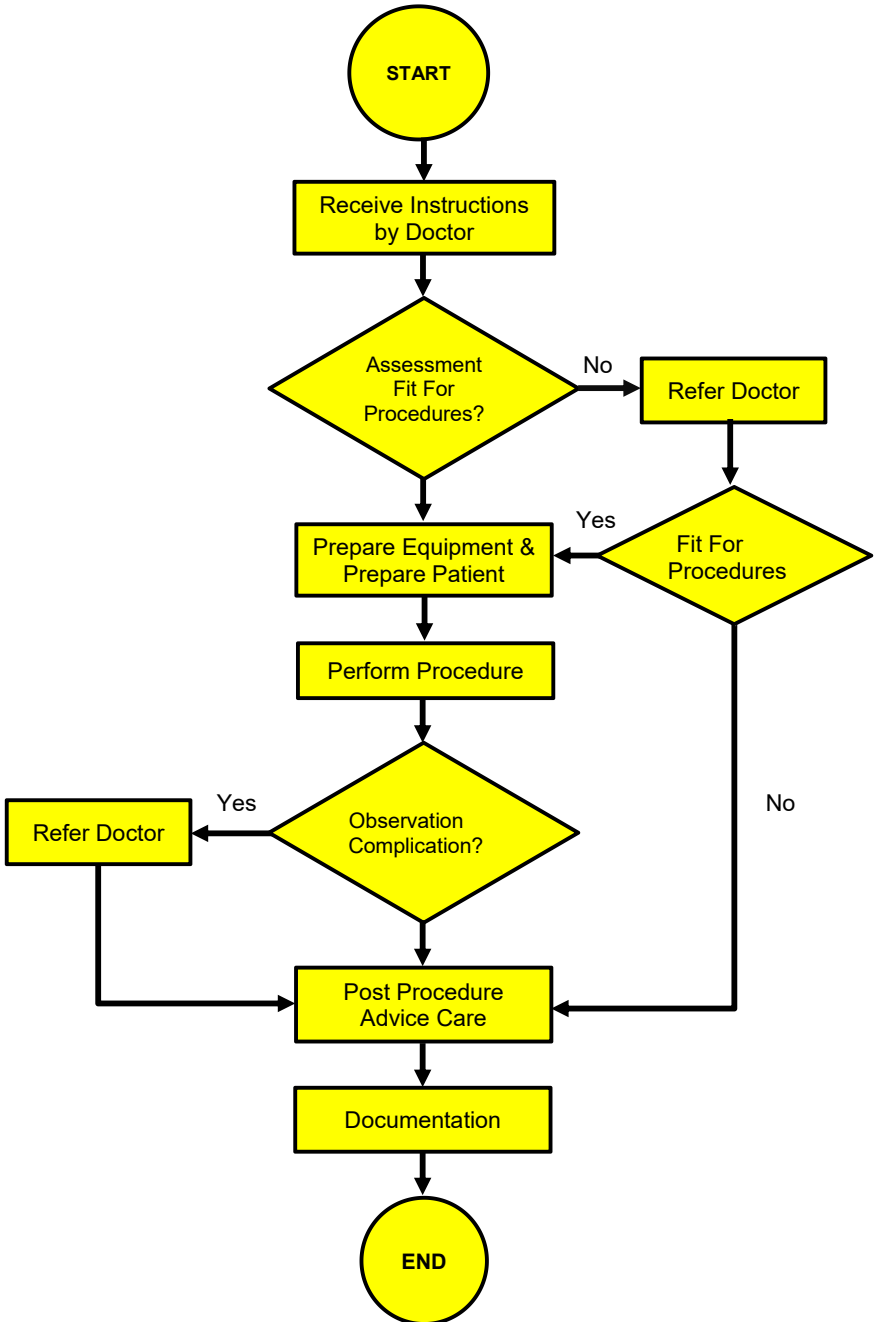 START
Receive Instructions
by Doctor
Assessment
Fit For
Procedures?
No
Refer Doctor
Yes
Fit For
Procedures
Prepare Equipment &
Prepare Patient
Perform Procedure
Observation
Complication?
Yes
Refer Doctor
No
Post Procedure
Advice Care
Documentation
END